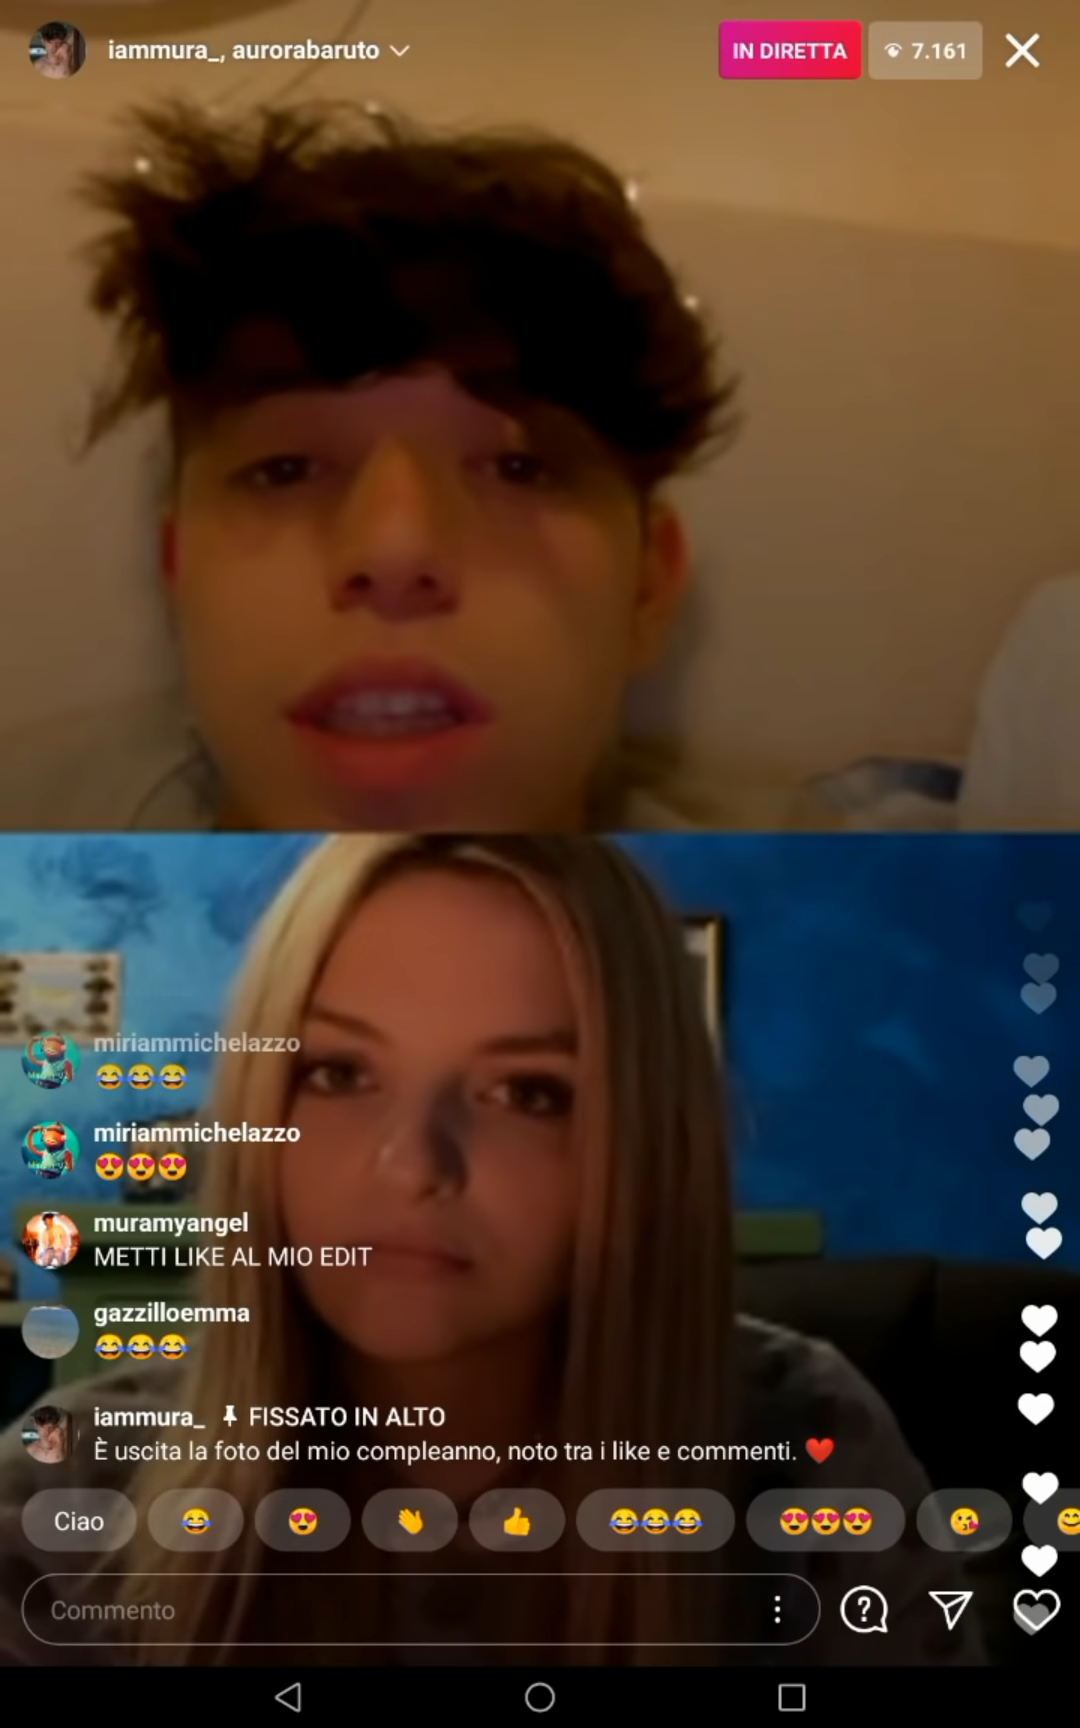 iammura_, aurorabaruto
IN DIRETTA
7.161
miriammichelazzo
😂😂😂
miriammichelazzo
😍😍😍
muramyangel
METTI LIKE AL MIO EDIT
gazzilloemma
😂😂😂
iammura_ 📌 FISSATO IN ALTO
È uscita la foto del mio compleanno, noto tra i like e commenti. ❤️
Ciao 😂 😍 👋 👍 😂😂😂 😍😍😍 😘 😊
Commento